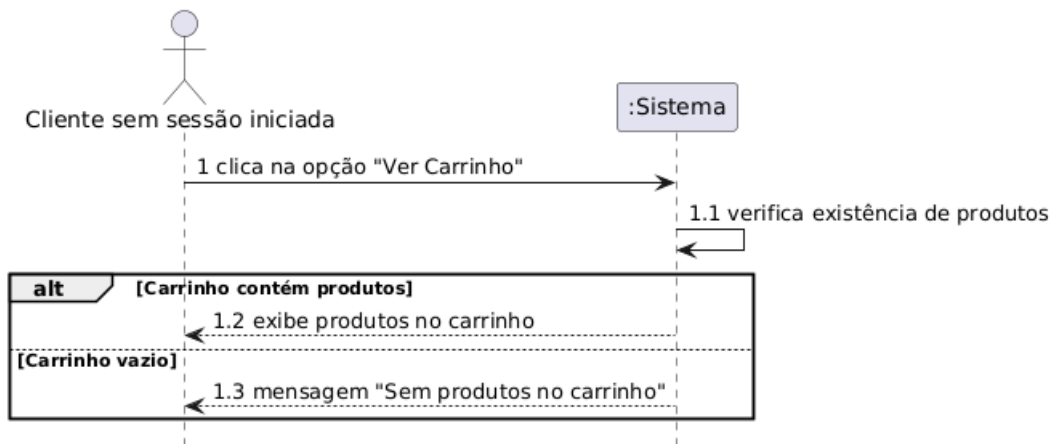 Cliente sem sessão iniciada
:Sistema
1 clica na opção "Ver Carrinho"
1.1 verifica existência de produtos
alt [Carrinho contém produtos]
1.2 exibe produtos no carrinho
[Carrinho vazio]
1.3 mensagem "Sem produtos no carrinho"